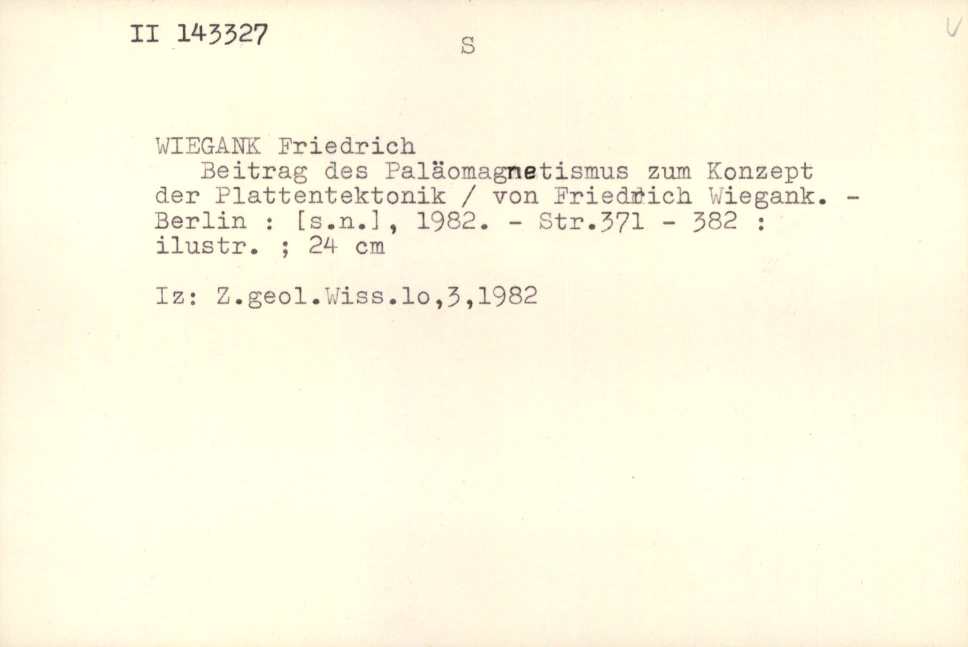 II 143327
S
V
WIEGANK Friedrich
Beitrag des Paläomagnetismus zum Konzept
der Plattentektonik / von Friedrich Wiegank. -
Berlin : [s.n.], 1982. - Str.371 - 382 :
ilustr. ; 24 cm
Iz: Z.geol.Wiss.lo,3,1982